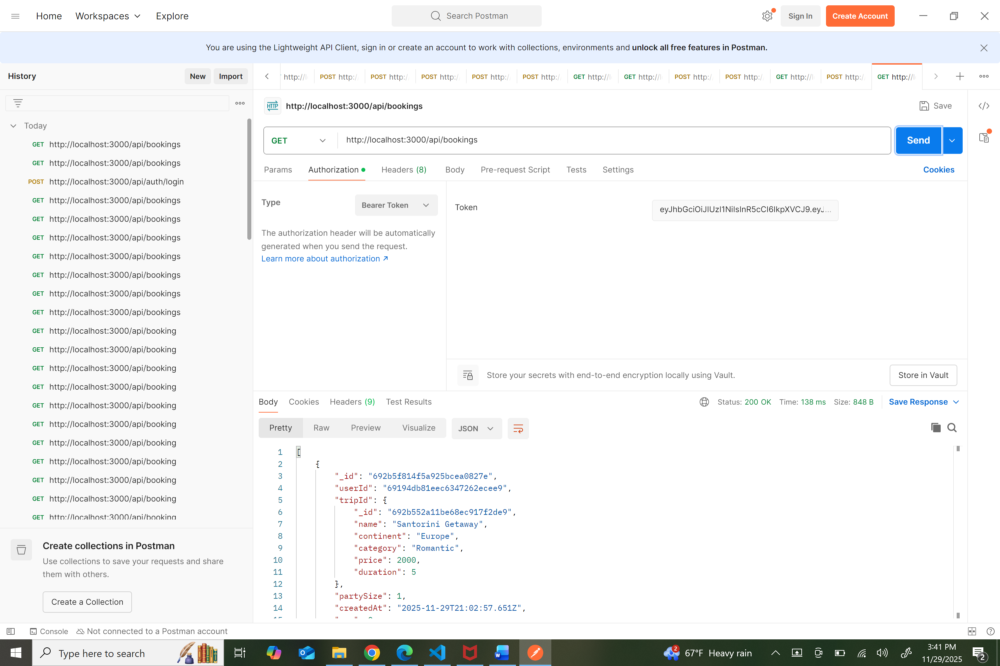 Home Workspaces Explore Search Postman Sign In Create Account
You are using the Lightweight API Client, sign in or create an account to work with collections, environments and unlock all free features in Postman.
History New Import
http://l POST http:/ POST http:/ POST http:/ POST http:/ POST http:/ GET http://l GET http://l POST http:/ POST http:/ GET http://l POST http:/ GET http://l
Today
GET http://localhost:3000/api/bookings
GET http://localhost:3000/api/bookings
POST http://localhost:3000/api/auth/login
GET http://localhost:3000/api/bookings
GET http://localhost:3000/api/bookings
GET http://localhost:3000/api/bookings
GET http://localhost:3000/api/bookings
GET http://localhost:3000/api/bookings
GET http://localhost:3000/api/bookings
GET http://localhost:3000/api/bookings
GET http://localhost:3000/api/booking
GET http://localhost:3000/api/booking
GET http://localhost:3000/api/booking
GET http://localhost:3000/api/booking
GET http://localhost:3000/api/booking
GET http://localhost:3000/api/booking
GET http://localhost:3000/api/booking
GET http://localhost:3000/api/booking
GET http://localhost:3000/api/booking
GET http://localhost:3000/api/booking
GET http://localhost:3000/api/booking
Create collections in Postman
Use collections to save your requests and share
them with others.
Create a Collection
HTTP http://localhost:3000/api/bookings Save
GET http://localhost:3000/api/bookings Send
Params Authorization Headers (8) Body Pre-request Script Tests Settings Cookies
Type Bearer Token
The authorization header will be automatically
generated when you send the request.
Learn more about authorization
Token eyJhbGciOiJIUzI1NiIsInR5cCI6IkpXVCJ9.eyJ...
Store your secrets with end-to-end encryption locally using Vault. Store in Vault
Body Cookies Headers (9) Test Results Status: 200 OK Time: 138 ms Size: 848 B Save Response
Pretty Raw Preview Visualize JSON
1 [
2 {
3 "_id": "692b5f814f5a925bcea0827e",
4 "userId": "69194db81eec6347262ecee9",
5 "tripId": {
6 "_id": "692b552a11be68ec917f2de9",
7 "name": "Santorini Getaway",
8 "continent": "Europe",
9 "category": "Romantic",
10 "price": 2000,
11 "duration": 5
12 },
13 "partySize": 1,
14 "createdAt": "2025-11-29T21:02:57.651Z",
Console Not connected to a Postman account
Type here to search 2 67°F Heavy rain 3:41 PM
11/29/2025 2